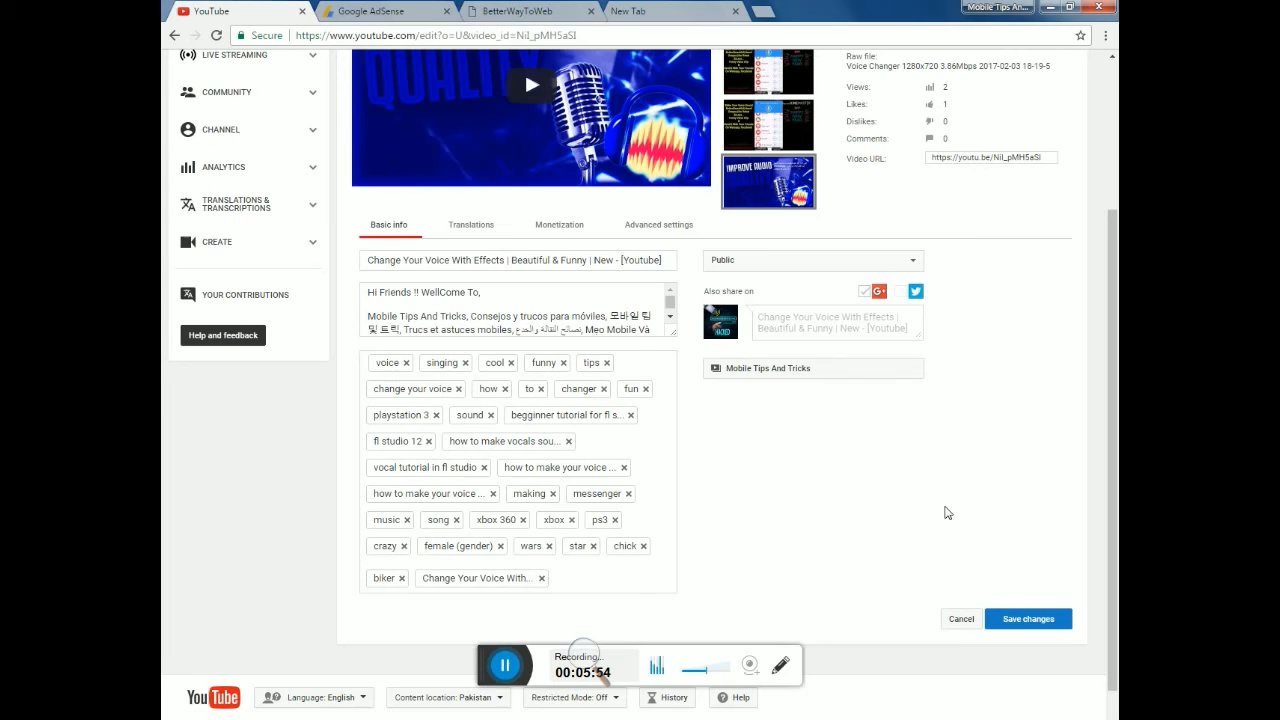 YouTube
Google AdSense
BetterWayToWeb
New Tab
Mobile Tips An...
Secure
https://www.youtube.com/edit?o=U&video_id=NiI_pMH5aSI
LIVE STREAMING
COMMUNITY
CHANNEL
ANALYTICS
TRANSLATIONS &
TRANSCRIPTIONS
CREATE
YOUR CONTRIBUTIONS
Help and feedback
IMPROVE AUDIO
Raw file:
Voice Changer 1280x720 3.86Mbps 2017-02-03 18-19-5
Views: 2
Likes: 1
Dislikes: 0
Comments: 0
Video URL: https://youtu.be/NiI_pMH5aSI
Basic info
Translations
Monetization
Advanced settings
Change Your Voice With Effects | Beautiful & Funny | New - [Youtube]
Hi Friends !! WellCome To,
Mobile Tips And Tricks, Consejos y trucos para móviles, 모바일 팁
및 트릭, Trucs et astuces mobiles, نصائح النقالة والخدع, Mẹo Mobile Và
voice singing cool funny tips
change your voice how to changer fun
playstation 3 sound begginner tutorial for fl s...
fl studio 12 how to make vocals sou...
vocal tutorial in fl studio how to make your voice ...
how to make your voice ... making messenger
music song xbox 360 xbox ps3
crazy female (gender) wars star chick
biker Change Your Voice With...
Public
Also share on
G+
HACKED
Change Your Voice With Effects |
Beautiful & Funny | New - [Youtube]
Mobile Tips And Tricks
Cancel
Save changes
Recording...
00:05:54
YouTube
Language: English
Content location: Pakistan
Restricted Mode: Off
History
Help